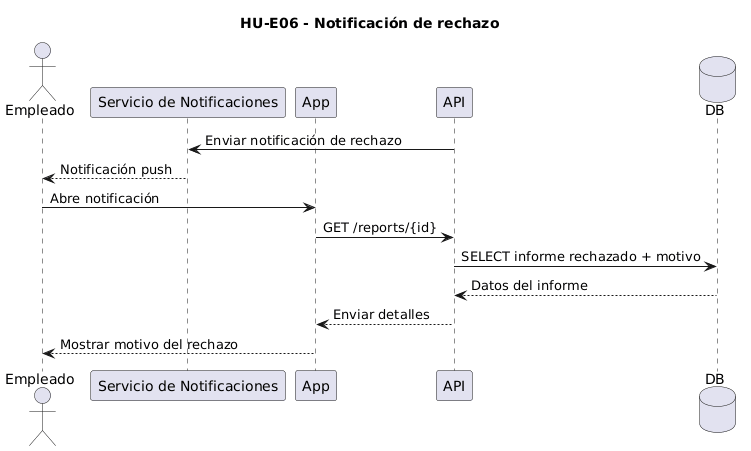 HU-E06 - Notificación de rechazo
Empleado
Servicio de Notificaciones
App
API
DB
Enviar notificación de rechazo
Notificación push
Abre notificación
GET /reports/{id}
SELECT informe rechazado + motivo
Datos del informe
Enviar detalles
Mostrar motivo del rechazo
Empleado
Servicio de Notificaciones
App
API
DB